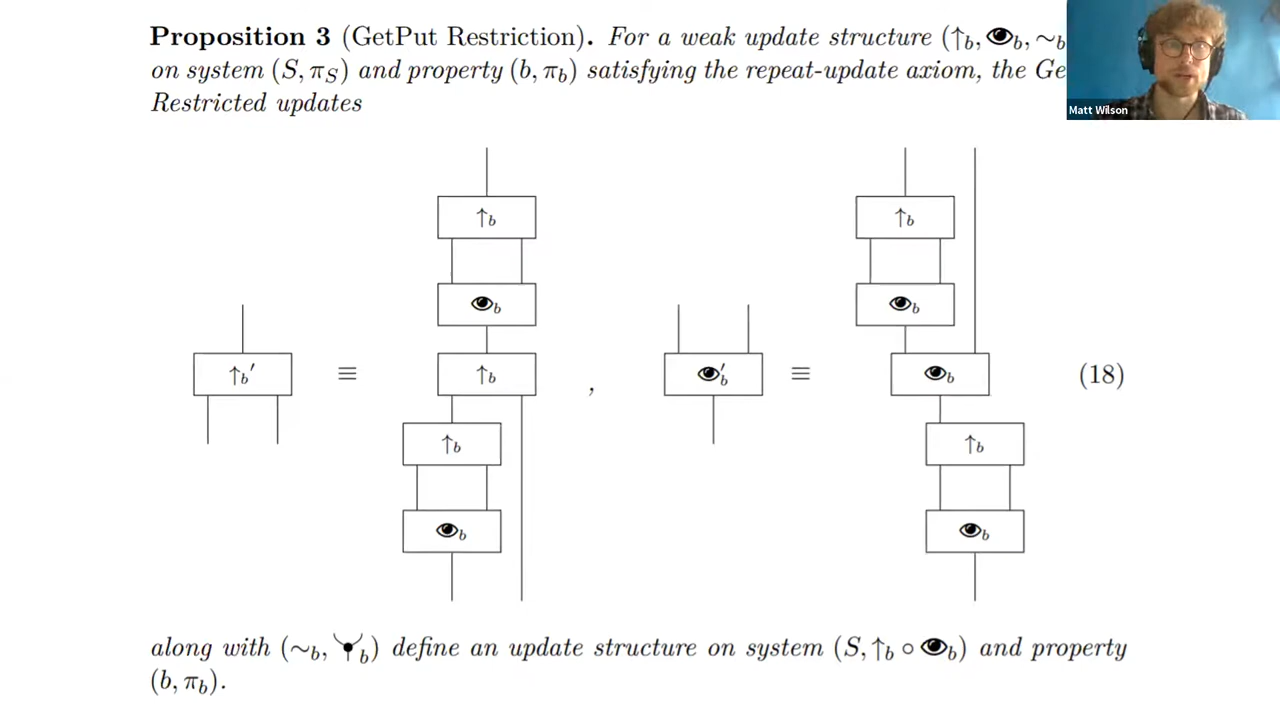 Proposition 3 (GetPut Restriction). For a weak update structure (↑b, 👁b, ∼b
on system (S, πS) and property (b, πb) satisfying the repeat-update axiom, the
Restricted updates
Matt Wilson
↑b
↑b
👁b
👁b
↑b′ ≡ ↑b , 👁′b ≡ 👁b (18)
↑b
↑b
👁b
👁b
along with (∼b, b) define an update structure on system (S, ↑b ∘ 👁b) and property
(b, πb).